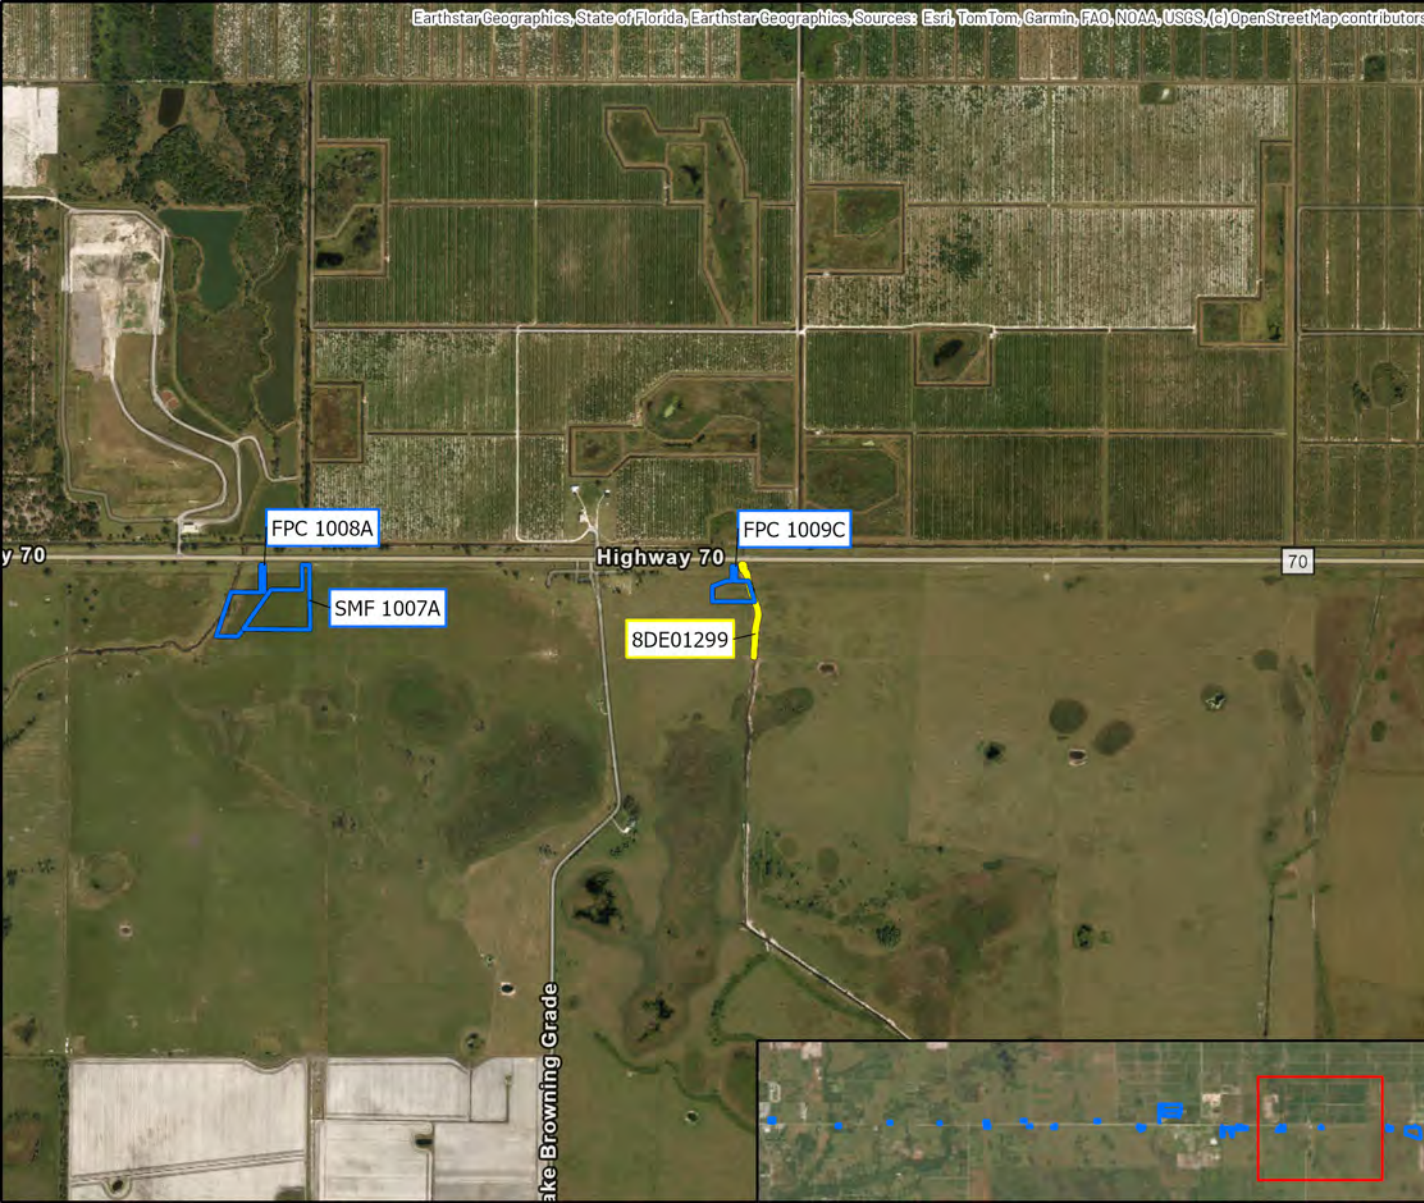 Earthstar Geographics, State of Florida, Earthstar Geographics, Sources: Esri, TomTom, Garmin, FAO, NOAA, USGS, (c) OpenStreetMap contributors
FPC 1008A
FPC 1009C
y 70
Highway 70
70
SMF 1007A
8DE01299
ake Browning Grade